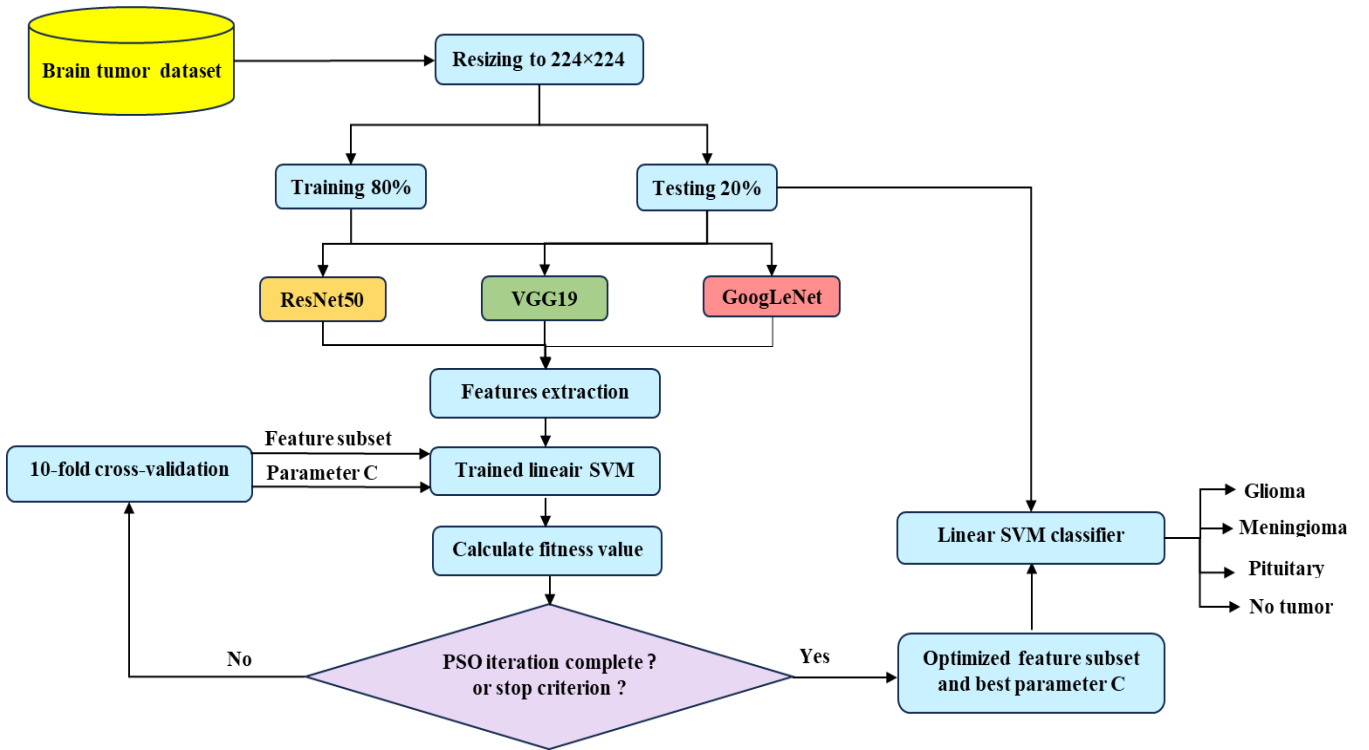 Brain tumor dataset
Resizing to 224×224
Training 80%
Testing 20%
ResNet50
VGG19
GoogLeNet
Features extraction
10-fold cross-validation
Feature subset
Parameter C
Trained lineair SVM
Calculate fitness value
PSO iteration complete ?
or stop criterion ?
No
Yes
Optimized feature subset
and best parameter C
Linear SVM classifier
Glioma
Meningioma
Pituitary
No tumor